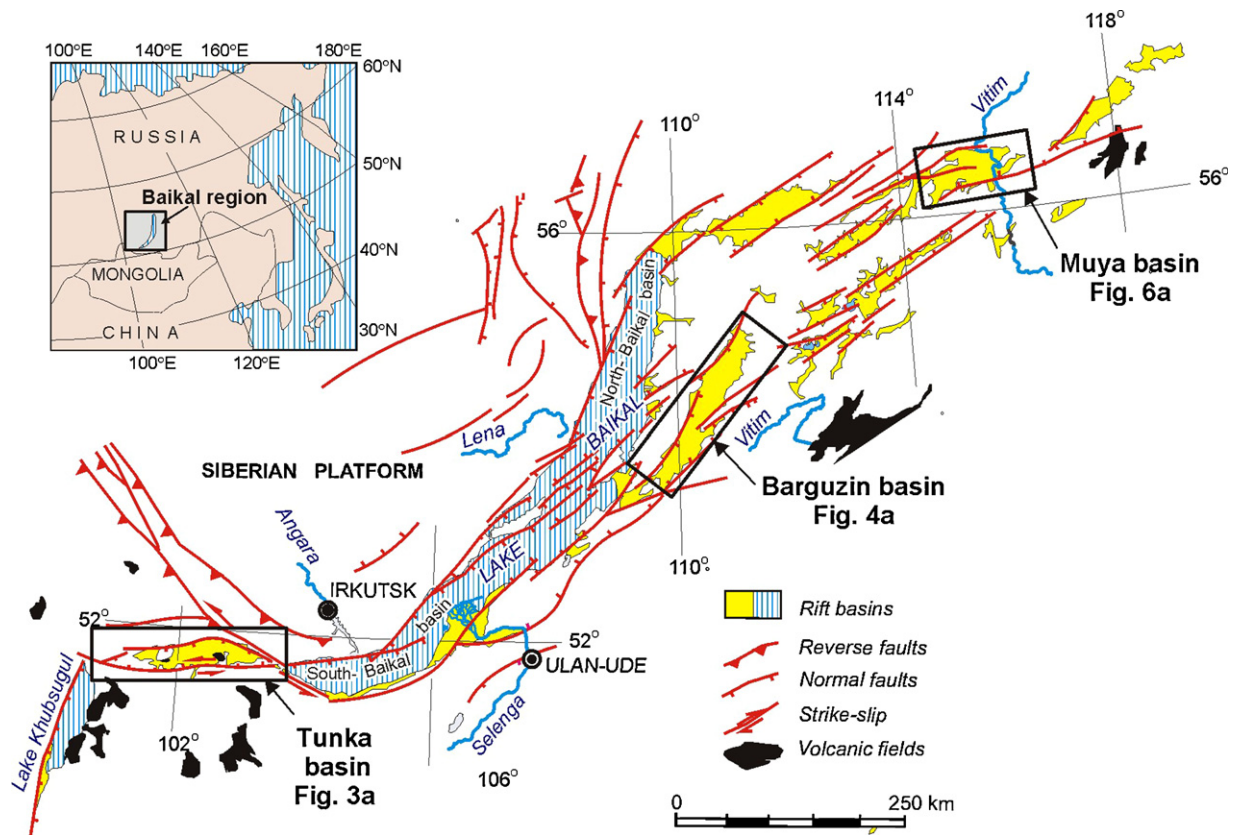 100°E
140°E
160°E
180°E
60°N
RUSSIA
50°N
Baikal region
40°N
MONGOLIA
CHINA
30°N
100°E
120°E
118°
114°
110°
Vitim
56°
56°
Muya basin
Fig. 6a
North-Baikal basin
BAIKAL
Lena
Vitim
SIBERIAN PLATFORM
Barguzin basin
Fig. 4a
Angara
LAKE
110°
IRKUTSK
52°
basin
52°
South-Baikal
ULAN-UDE
Lake Khubsugul
102°
Selenga
Tunka
basin
Fig. 3a
106°
Rift basins
Reverse faults
Normal faults
Strike-slip
Volcanic fields
0
250 km